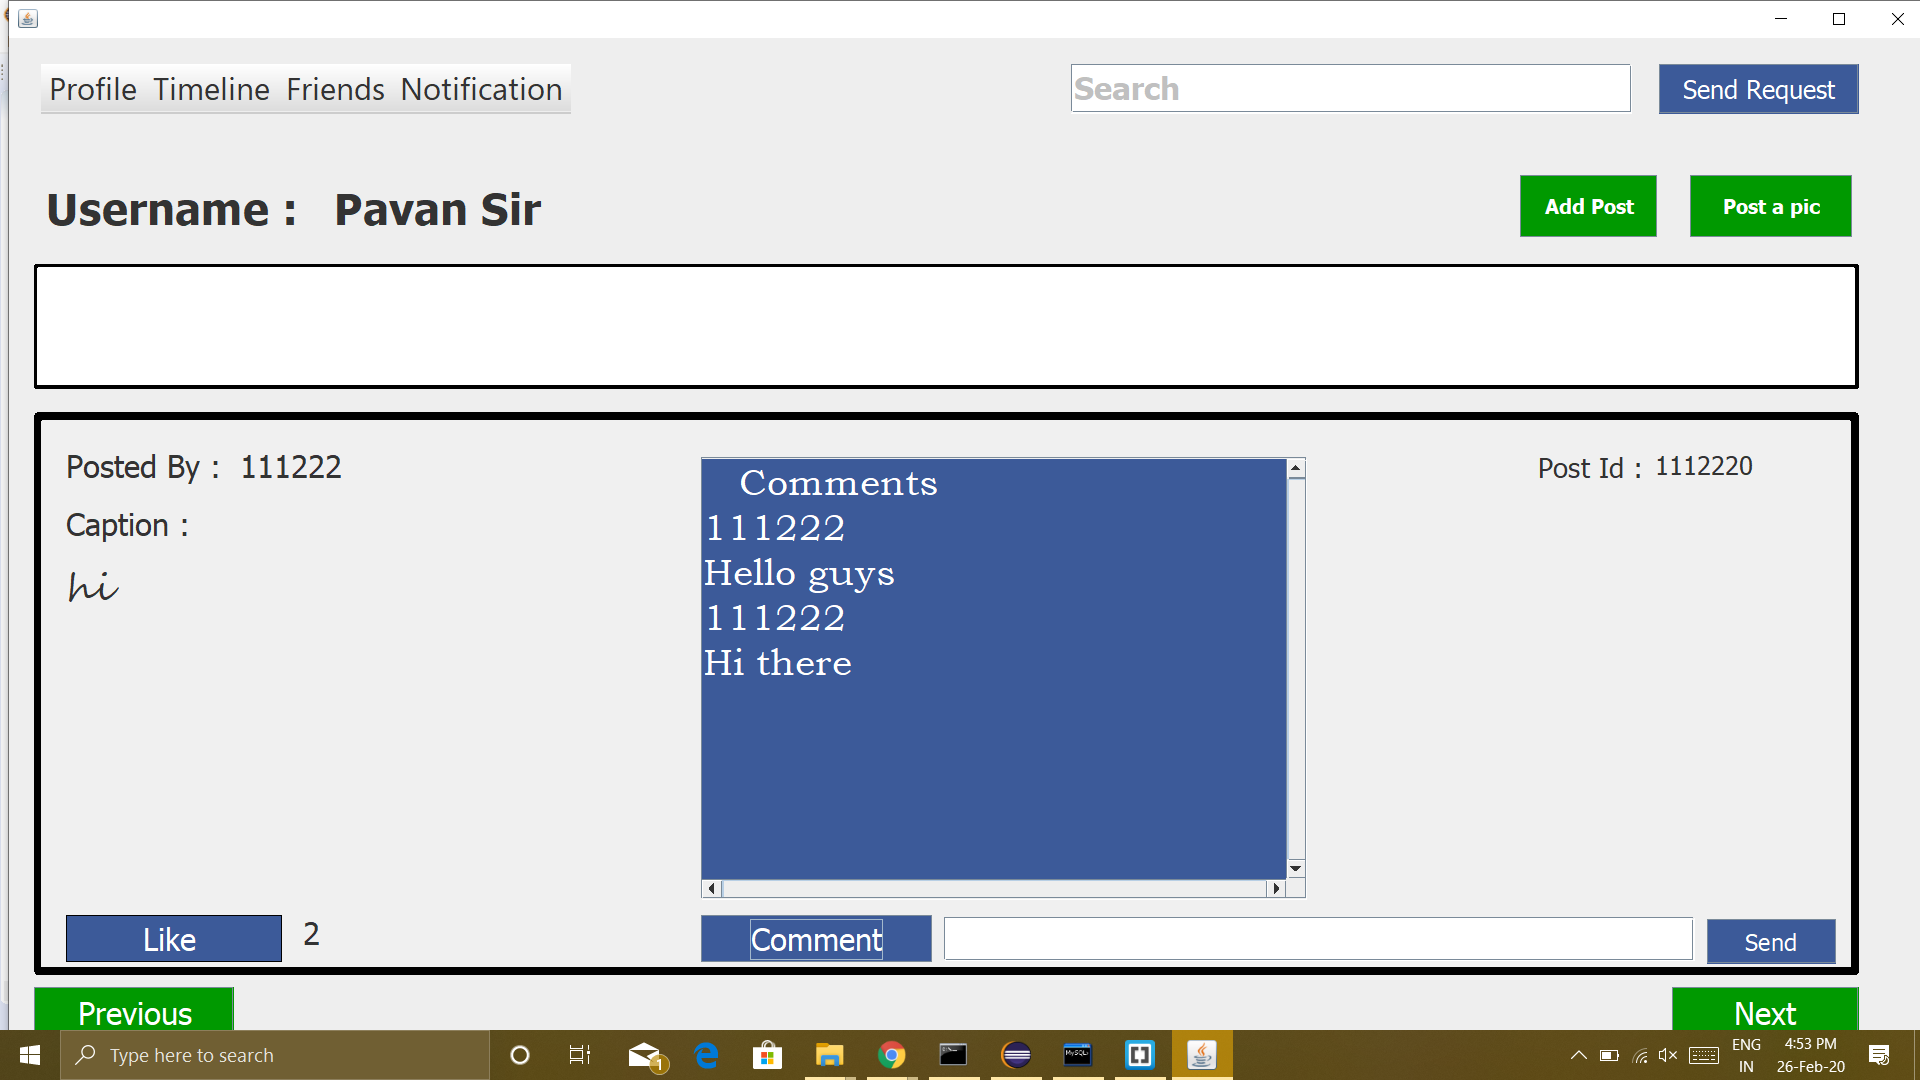 Profile Timeline Friends Notification
Search
Send Request
Username : Pavan Sir
Add Post
Post a pic
Posted By : 111222
Post Id : 1112220
Caption :
hi
Comments
111222
Hello guys
111222
Hi there
Like 2
Comment
Send
Previous
Next
Type here to search
1
MySQL
ENG
IN
4:53 PM
26-Feb-20